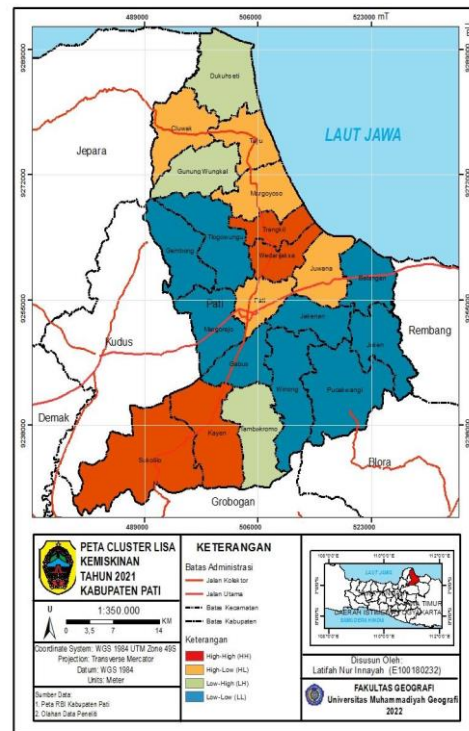 489000
506000
523000 mT
9289000
Dukuhseti
LAUT JAWA
Cluwak
Tayu
Jepara
Gunung Wungkal
9272000
9272000
Margoyoso
Trangkil
Tlogowungu
Wedarijaksa
Gembong
Juwana
Batangan
Pati
Pati
Jakenan
Kudus
Margorejo
Rembang
Jaken
Gabus
Winong
Pucakwangi
Demak
Kayen
Tambakromo
Sukolilo
Blora
Grobogan
489000
506000
523000
PETA CLUSTER LISA
KEMISKINAN
TAHUN 2021
KABUPATEN PATI
U
1:350.000
0 3,5 7 14
KM
Coordinate System: WGS 1984 UTM Zone 49S
Projection: Transverse Mercator
Datum: WGS 1984
Units: Meter
Sumber Data:
1. Peta RBI Kabupaten Pati
2. Olahan Data Peneliti
KETERANGAN
Batas Administrasi
Jalan Kolektor
Jalan Utama
Batas Kecamatan
Batas Kabupaten
Keterangan
High-High (HH)
High-Low (HL)
Low-High (LH)
Low-Low (LL)
LAUT JAWA
Disusun Oleh:
Latifah Nur Innayah (E100180232)
FAKULTAS GEOGRAFI
Universitas Muhammadiyah Geografi
2022